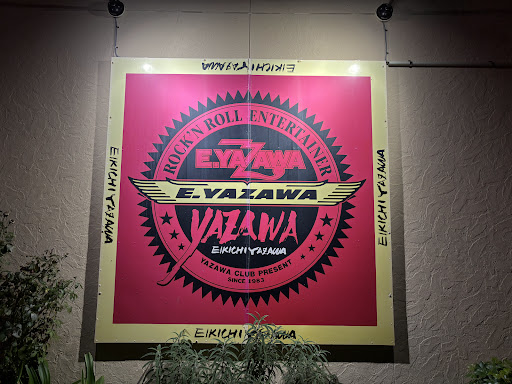 EIKICHI YAZAWA
ROCK'N ROLL ENTERTAINER
E.YAZAWA
E.YAZAWA
YAZAWA
EIKICHI YAZAWA
YAZAWA CLUB PRESENT
SINCE 1983
EIKICHI YAZAWA
EIKICHI YAZAWA
EIKICHI YAZAWA